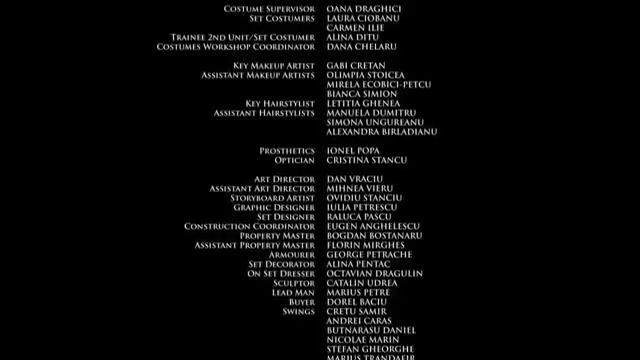 COSTUME SUPERVISOR OANA DRAGHICI
SET COSTUMERS LAURA CIOBANU
CARMEN ILIE
TRAINEE 2ND UNIT/SET COSTUMER ALINA DITU
COSTUMES WORKSHOP COORDINATOR DANA CHELARU
KEY MAKEUP ARTIST GABI CRETAN
ASSISTANT MAKEUP ARTISTS OLIMPIA STOICEA
MIRELA ECOBICI-PETCU
BIANCA SIMION
KEY HAIRSTYLIST LETITIA GHENEA
ASSISTANT HAIRSTYLISTS MANUELA DUMITRU
SIMONA UNGUREANU
ALEXANDRA BIRLADIANU
PROSTHETICS IONEL POPA
OPTICIAN CRISTINA STANCU
ART DIRECTOR DAN VRACIU
ASSISTANT ART DIRECTOR MIHNEA VIERU
STORYBOARD ARTIST OVIDIU STANCIU
GRAPHIC DESIGNER IULIA PETRESCU
SET DESIGNER RALUCA PASCU
CONSTRUCTION COORDINATOR EUGEN ANGHELESCU
PROPERTY MASTER BOGDAN BOSTANARU
ASSISTANT PROPERTY MASTER FLORIN MIRGHES
ARMOURER GEORGE PETRACHE
SET DECORATOR ALINA PENTAC
ON SET DRESSER OCTAVIAN DRAGULIN
SCULPTOR CATALIN UDREA
LEAD MAN MARIUS PETRE
BUYER DOREL BACIU
SWINGS CRETU SAMIR
ANDREI CARAS
BUTNARASU DANIEL
NICOLAE MARIN
STEFAN GHEORGHE
MARIUS TRANDAFIR